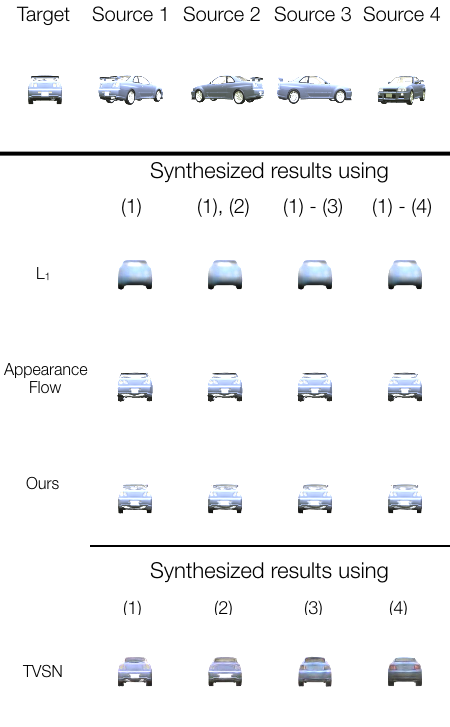 Target Source 1 Source 2 Source 3 Source 4
Synthesized results using
(1) (1), (2) (1) - (3) (1) - (4)
L₁
Appearance
Flow
Ours
Synthesized results using
(1) (2) (3) (4)
TVSN